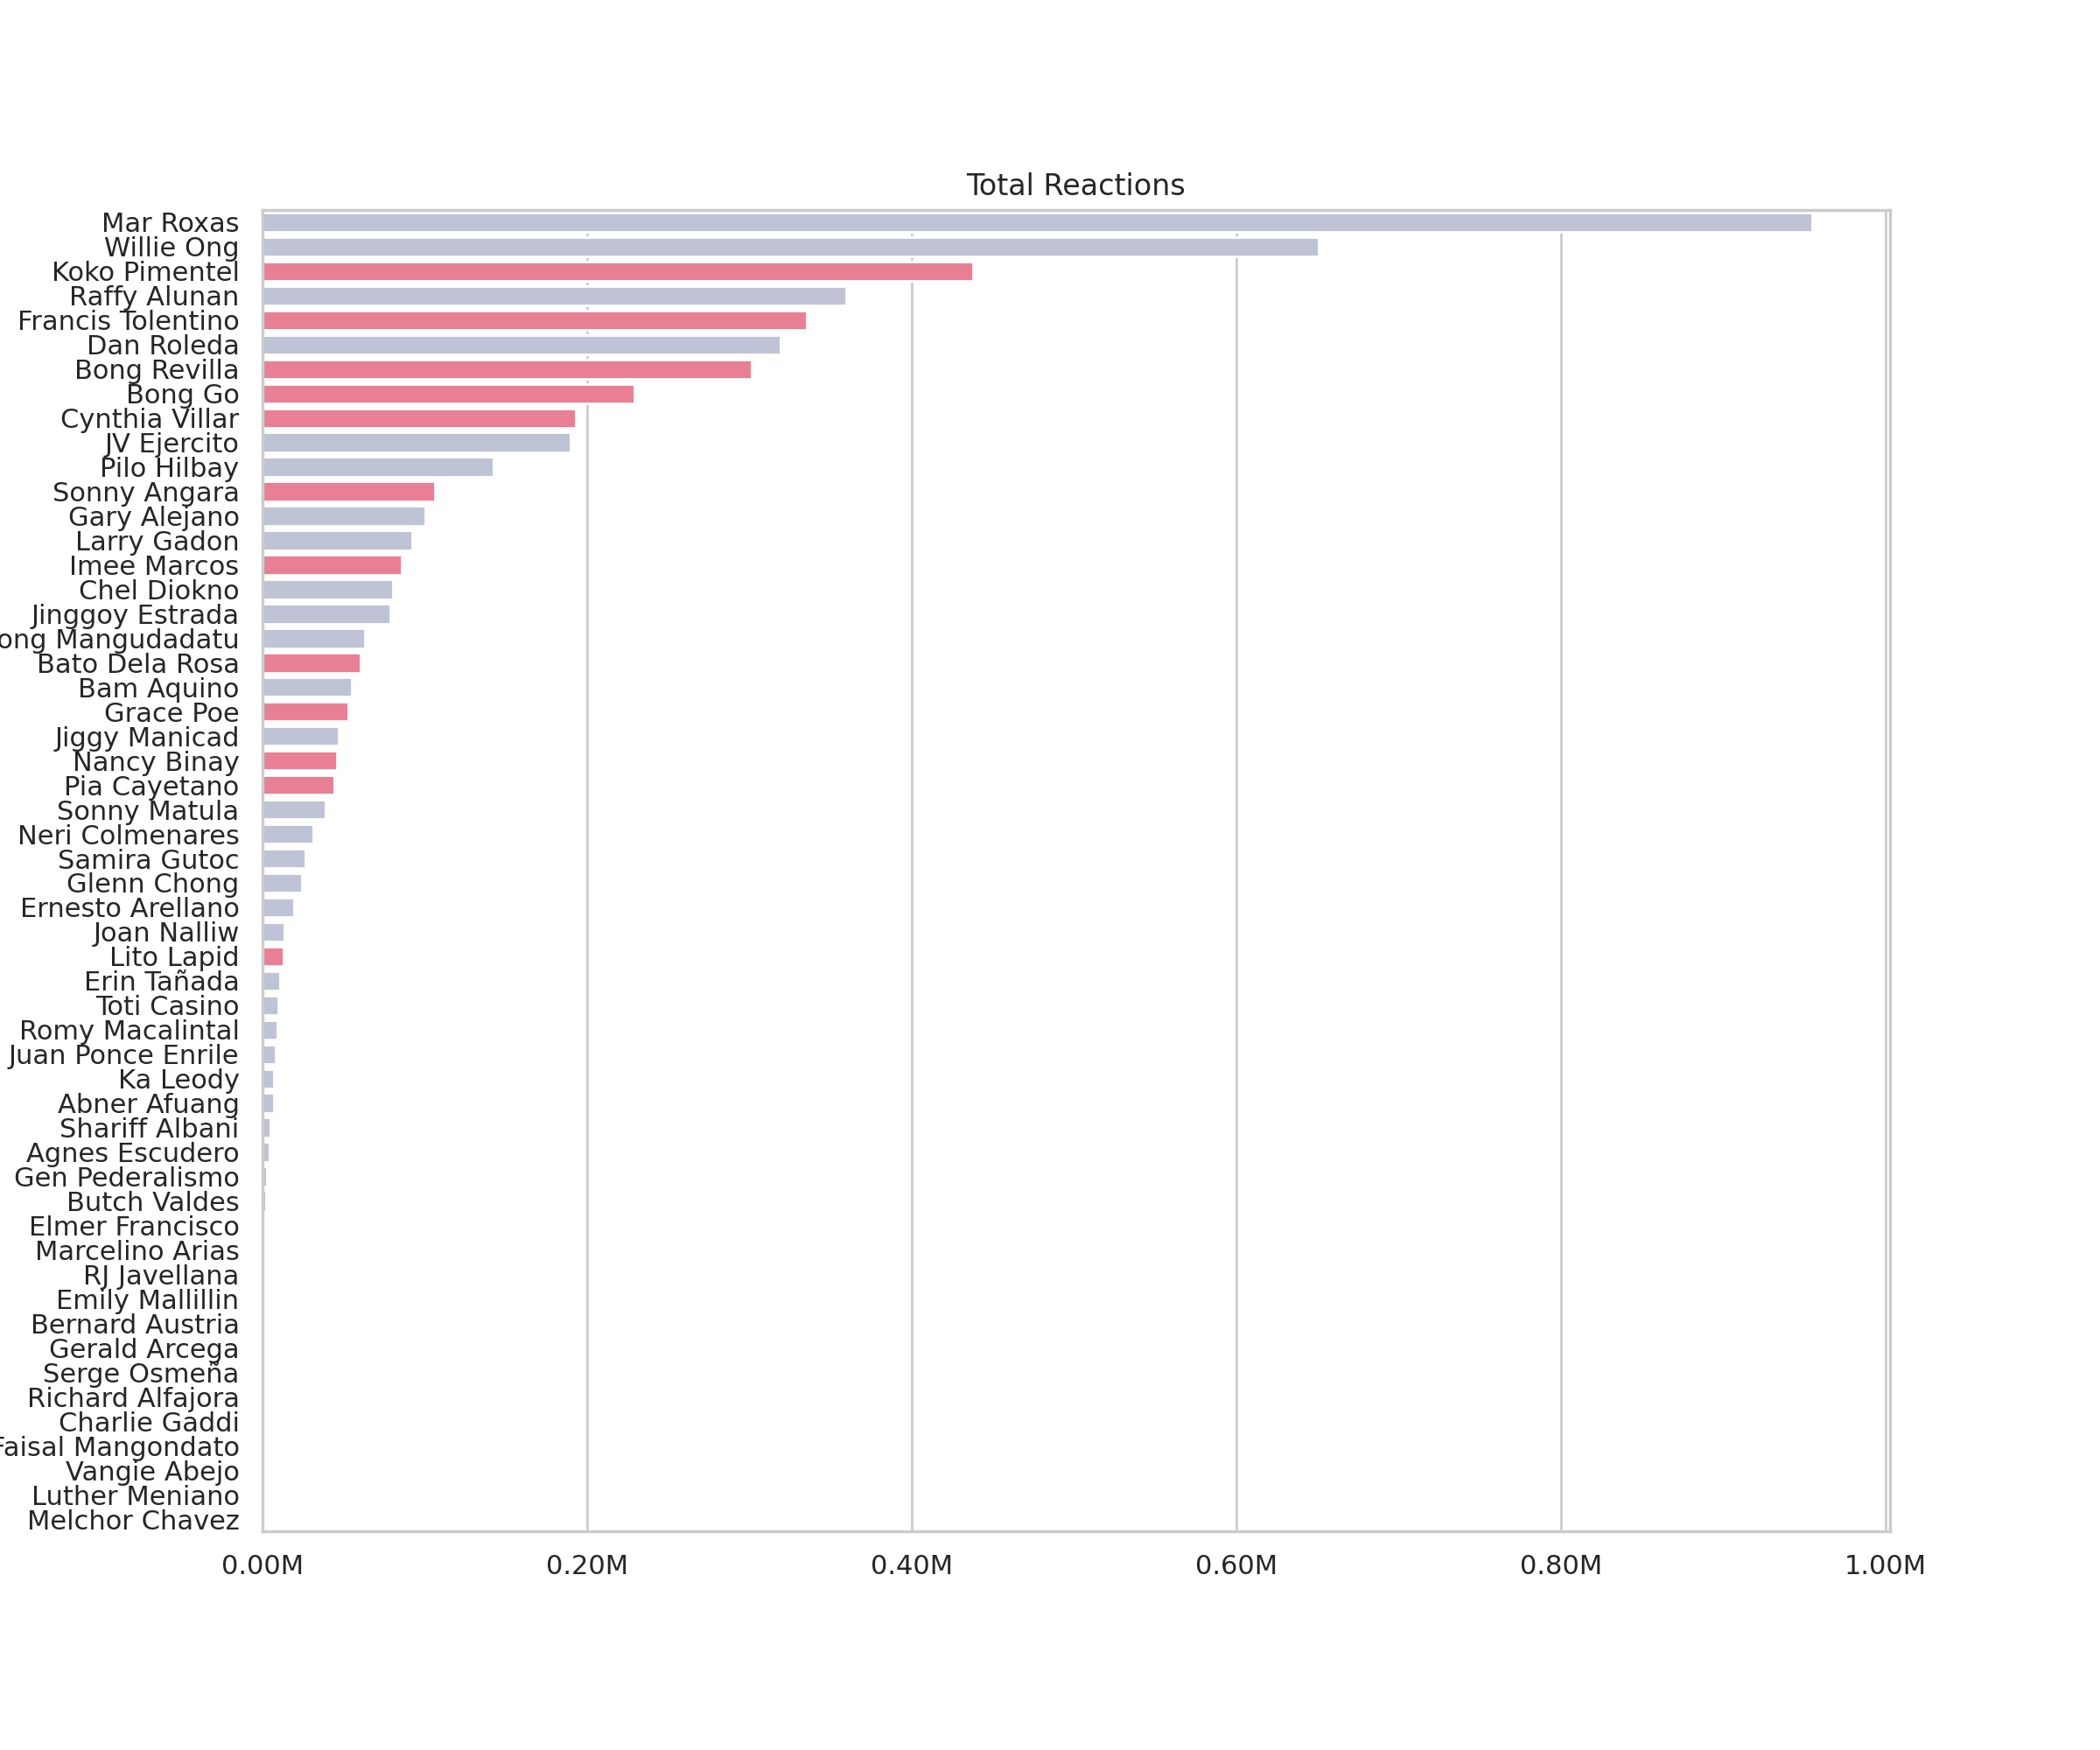 Total Reactions
Mar Roxas
Willie Ong
Koko Pimentel
Raffy Alunan
Francis Tolentino
Dan Roleda
Bong Revilla
Bong Go
Cynthia Villar
JV Ejercito
Pilo Hilbay
Sonny Angara
Gary Alejano
Larry Gadon
Imee Marcos
Chel Diokno
Jinggoy Estrada
ong Mangudadatu
Bato Dela Rosa
Bam Aquino
Grace Poe
Jiggy Manicad
Nancy Binay
Pia Cayetano
Sonny Matula
Neri Colmenares
Samira Gutoc
Glenn Chong
Ernesto Arellano
Joan Nalliw
Lito Lapid
Erin Tañada
Toti Casino
Romy Macalintal
Juan Ponce Enrile
Ka Leody
Abner Afuang
Shariff Albani
Agnes Escudero
Gen Pederalismo
Butch Valdes
Elmer Francisco
Marcelino Arias
RJ Javellana
Emily Mallillin
Bernard Austria
Gerald Arcega
Serge Osmeña
Richard Alfajora
Charlie Gaddi
Faisal Mangondato
Vangie Abejo
Luther Meniano
Melchor Chavez
0.00M 0.20M 0.40M 0.60M 0.80M 1.00M